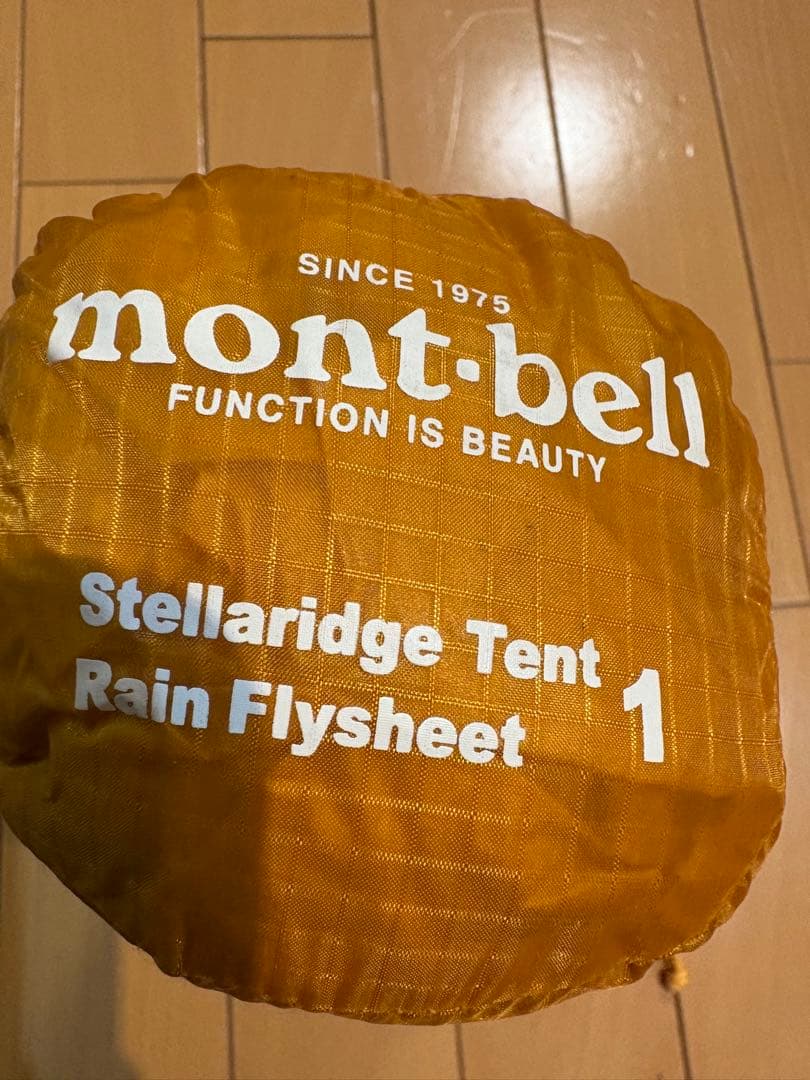 SINCE 1975
mont·bell
FUNCTION IS BEAUTY
Stellaridge Tent 1
Rain Flysheet